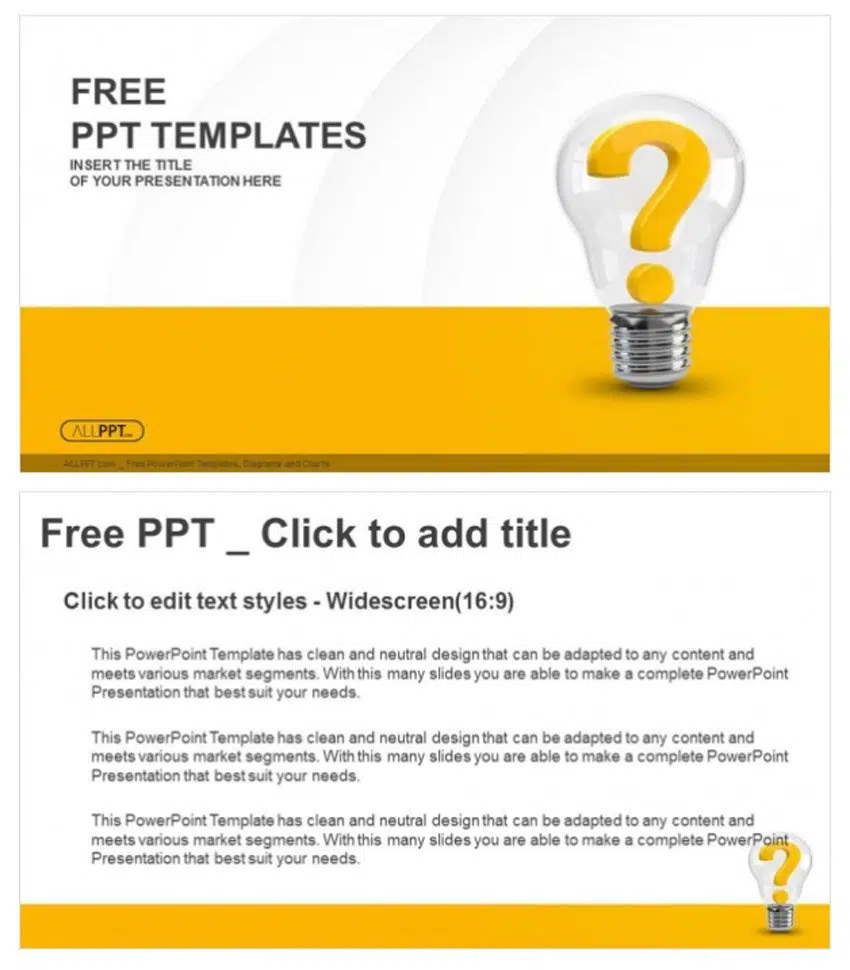 FREE
PPT TEMPLATES
INSERT THE TITLE
OF YOUR PRESENTATION HERE
?
ALLPPT.com
ALLPPT.com _ Free PowerPoint Templates, Diagrams and Charts
Free PPT _ Click to add title
Click to edit text styles - Widescreen(16:9)
This PowerPoint Template has clean and neutral design that can be adapted to any content and
meets various market segments. With this many slides you are able to make a complete PowerPoint
Presentation that best suit your needs.
This PowerPoint Template has clean and neutral design that can be adapted to any content and
meets various market segments. With this many slides you are able to make a complete PowerPoint
Presentation that best suit your needs.
This PowerPoint Template has clean and neutral design that can be adapted to any content and
meets various market segments. With this many slides you are able to make a complete PowerPoint
Presentation that best suit your needs.
?